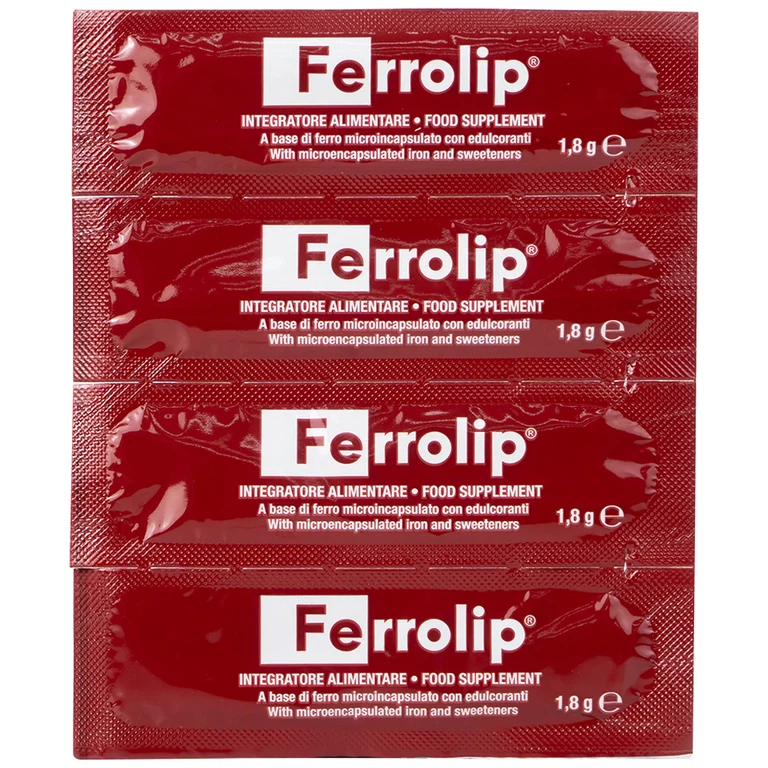 Ferrolip®
INTEGRATORE ALIMENTARE • FOOD SUPPLEMENT
A base di ferro microincapsulato con edulcoranti
With microencapsulated iron and sweeteners
1,8 g ℮
Ferrolip®
INTEGRATORE ALIMENTARE • FOOD SUPPLEMENT
A base di ferro microincapsulato con edulcoranti
With microencapsulated iron and sweeteners
1,8 g ℮
Ferrolip®
INTEGRATORE ALIMENTARE • FOOD SUPPLEMENT
A base di ferro microincapsulato con edulcoranti
With microencapsulated iron and sweeteners
1,8 g ℮
Ferrolip®
INTEGRATORE ALIMENTARE • FOOD SUPPLEMENT
A base di ferro microincapsulato con edulcoranti
With microencapsulated iron and sweeteners
1,8 g ℮